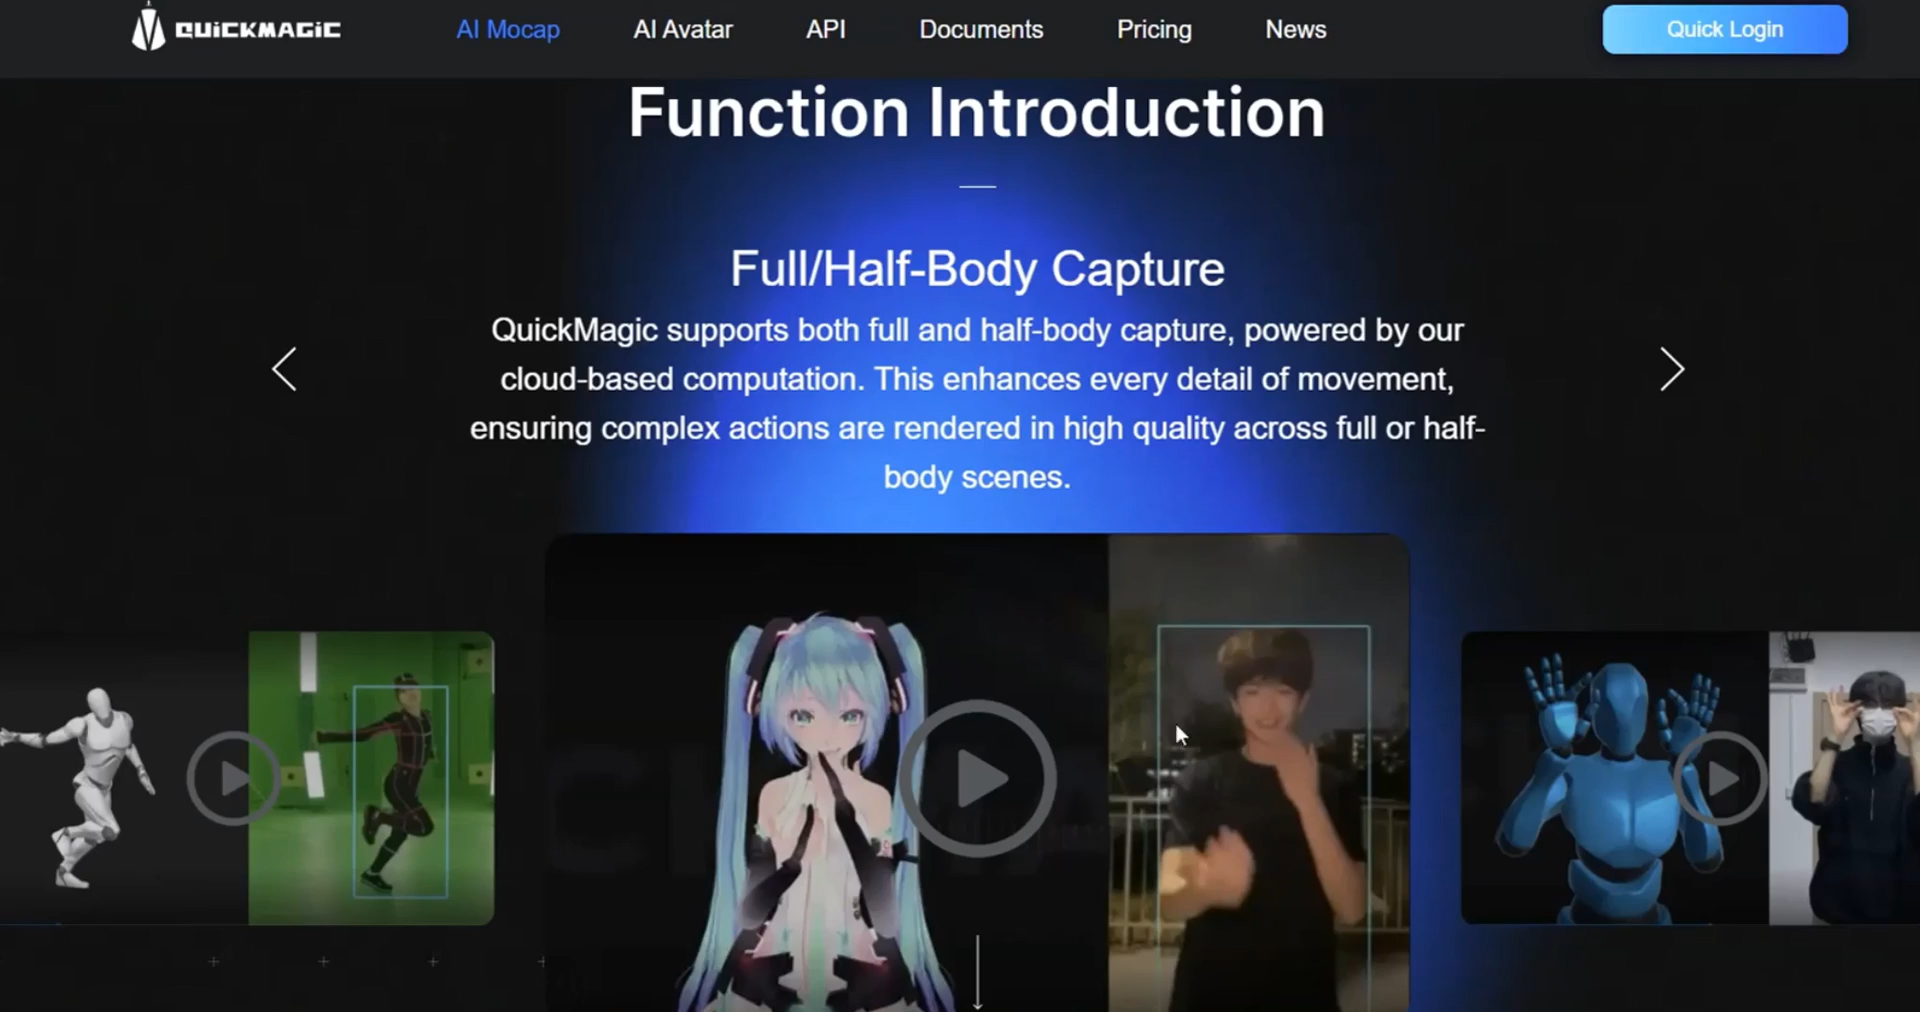 QUICKMAGIC
AI Mocap
AI Avatar
API
Documents
Pricing
News
Quick Login
Function Introduction
Full/Half-Body Capture
QuickMagic supports both full and half-body capture, powered by our
cloud-based computation. This enhances every detail of movement,
ensuring complex actions are rendered in high quality across full or half-
body scenes.